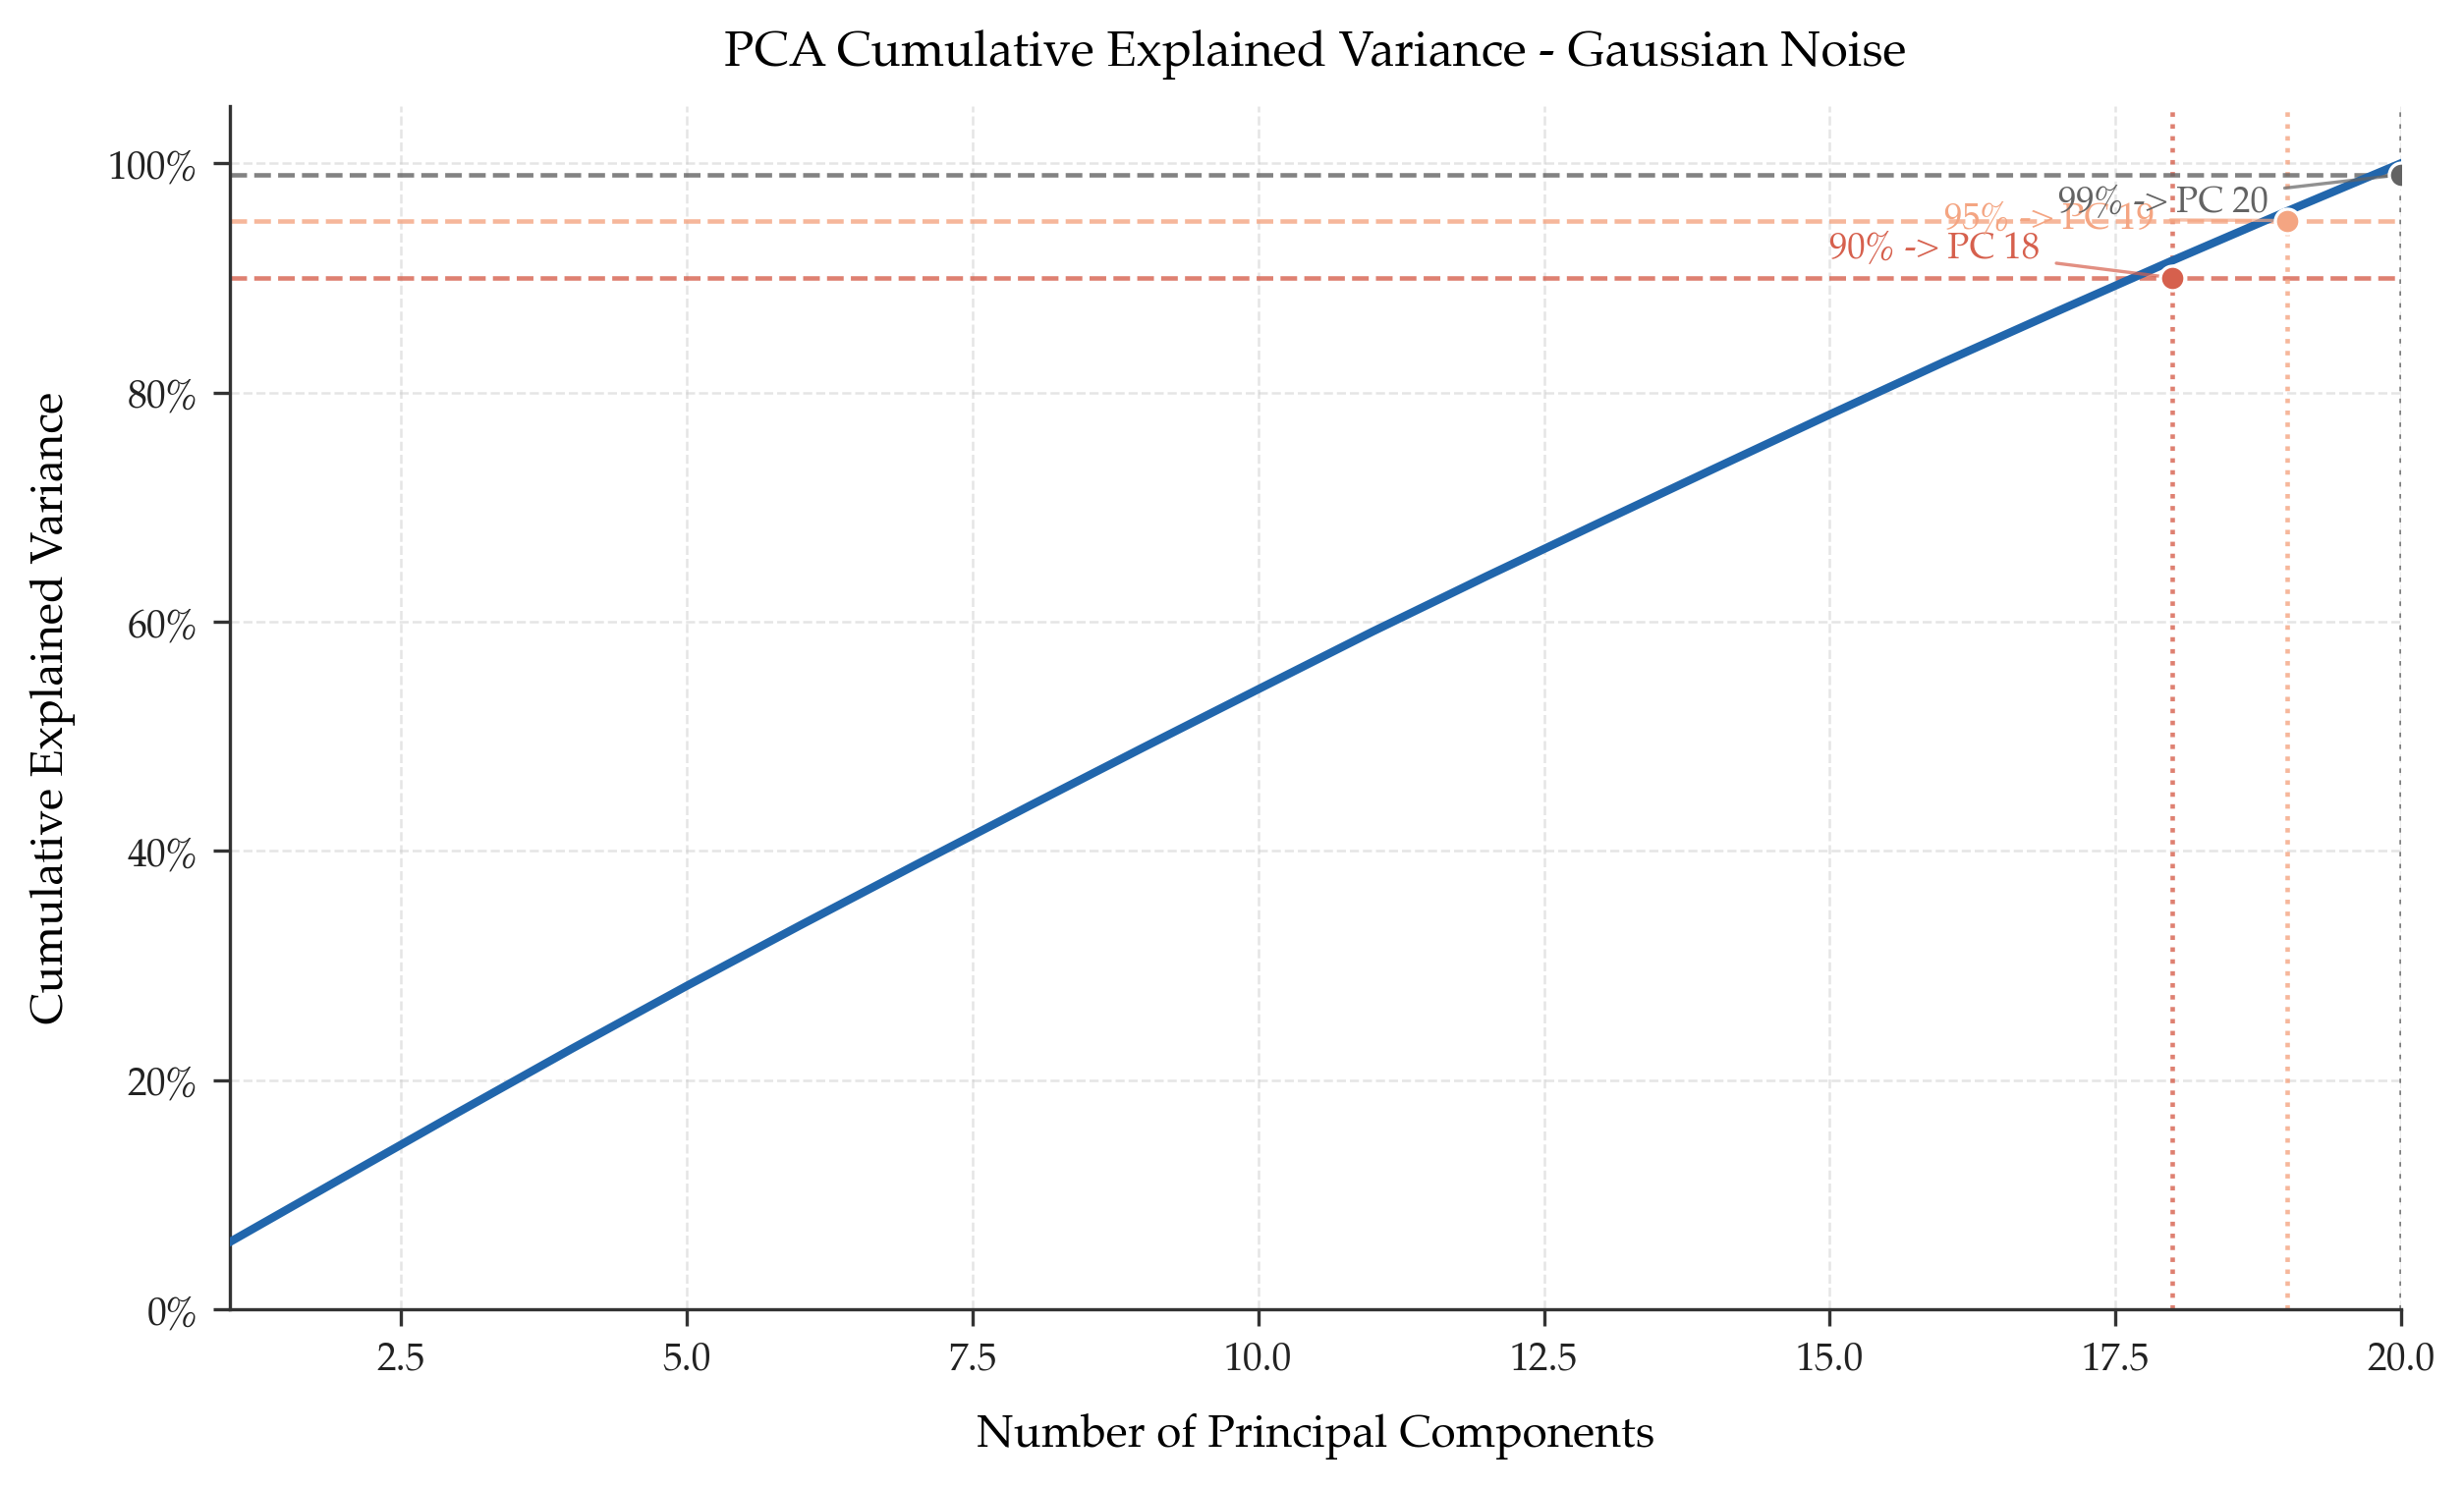 PCA Cumulative Explained Variance - Gaussian Noise
Cumulative Explained Variance
100%
80%
60%
40%
20%
0%
99% -> PC 20
95% -> PC 19
90% -> PC 18
2.5
5.0
7.5
10.0
12.5
15.0
17.5
20.0
Number of Principal Components